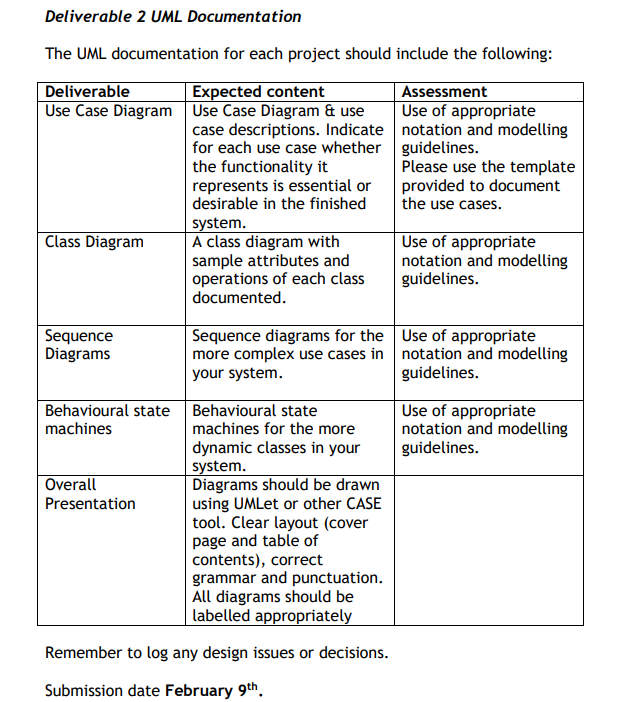 Deliverable 2 UML Documentation
The UML documentation for each project should include the following:
Deliverable Expected content Assessment
Use Case Diagram
Use Case Diagram & use
case descriptions. Indicate
for each use case whether
the functionality it
represents is essential or
desirable in the finished
system.
Use of appropriate
notation and modelling
guidelines.
Please use the template
provided to document
the use cases.
Class Diagram
A class diagram with
sample attributes and
operations of each class
documented.
Use of appropriate
notation and modelling
guidelines.
Sequence
Diagrams
Sequence diagrams for the
more complex use cases in
your system.
Use of appropriate
notation and modelling
guidelines.
Behavioural state
machines
Behavioural state
machines for the more
dynamic classes in your
system.
Use of appropriate
notation and modelling
guidelines.
Overall
Presentation
Diagrams should be drawn
using UMLet or other CASE
tool. Clear layout (cover
page and table of
contents), correct
grammar and punctuation.
All diagrams should be
labelled appropriately
Remember to log any design issues or decisions.
Submission date February 9th.